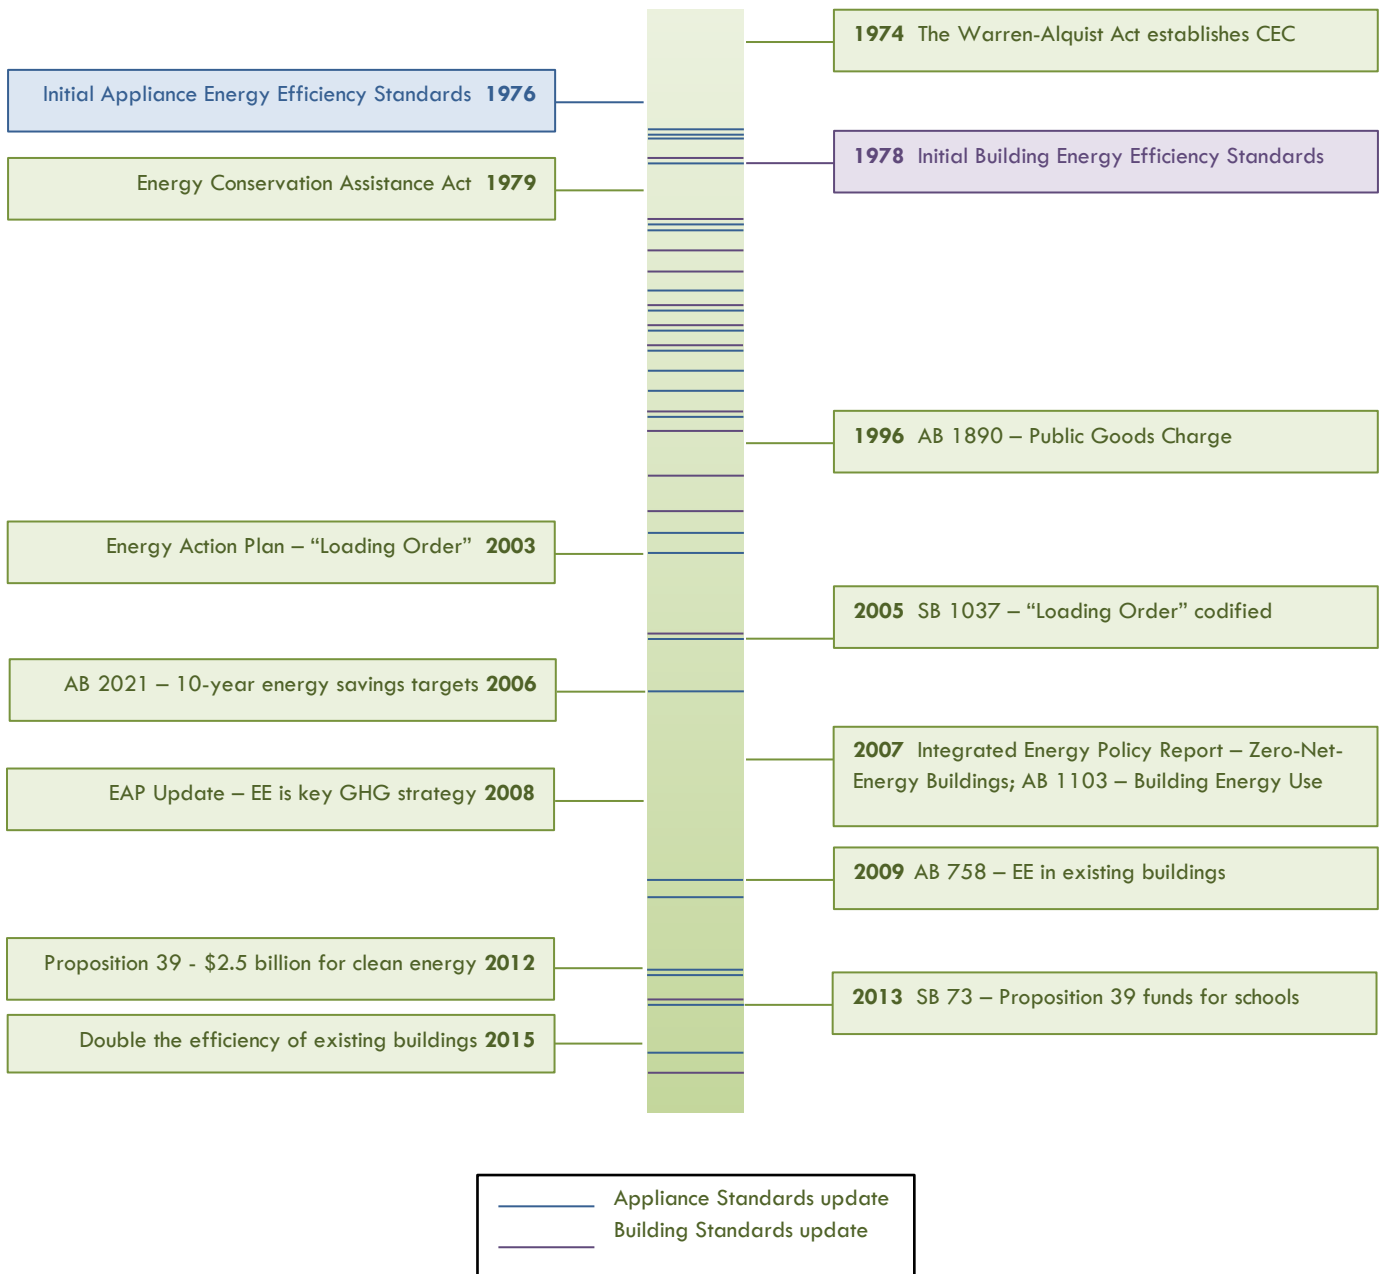 1974 The Warren-Alquist Act establishes CEC
Initial Appliance Energy Efficiency Standards 1976
1978 Initial Building Energy Efficiency Standards
Energy Conservation Assistance Act 1979
1996 AB 1890 – Public Goods Charge
Energy Action Plan – “Loading Order” 2003
2005 SB 1037 – “Loading Order” codified
AB 2021 – 10-year energy savings targets 2006
2007 Integrated Energy Policy Report – Zero-Net-
Energy Buildings; AB 1103 – Building Energy Use
EAP Update – EE is key GHG strategy 2008
2009 AB 758 – EE in existing buildings
Proposition 39 - $2.5 billion for clean energy 2012
2013 SB 73 – Proposition 39 funds for schools
Double the efficiency of existing buildings 2015
Appliance Standards update
Building Standards update